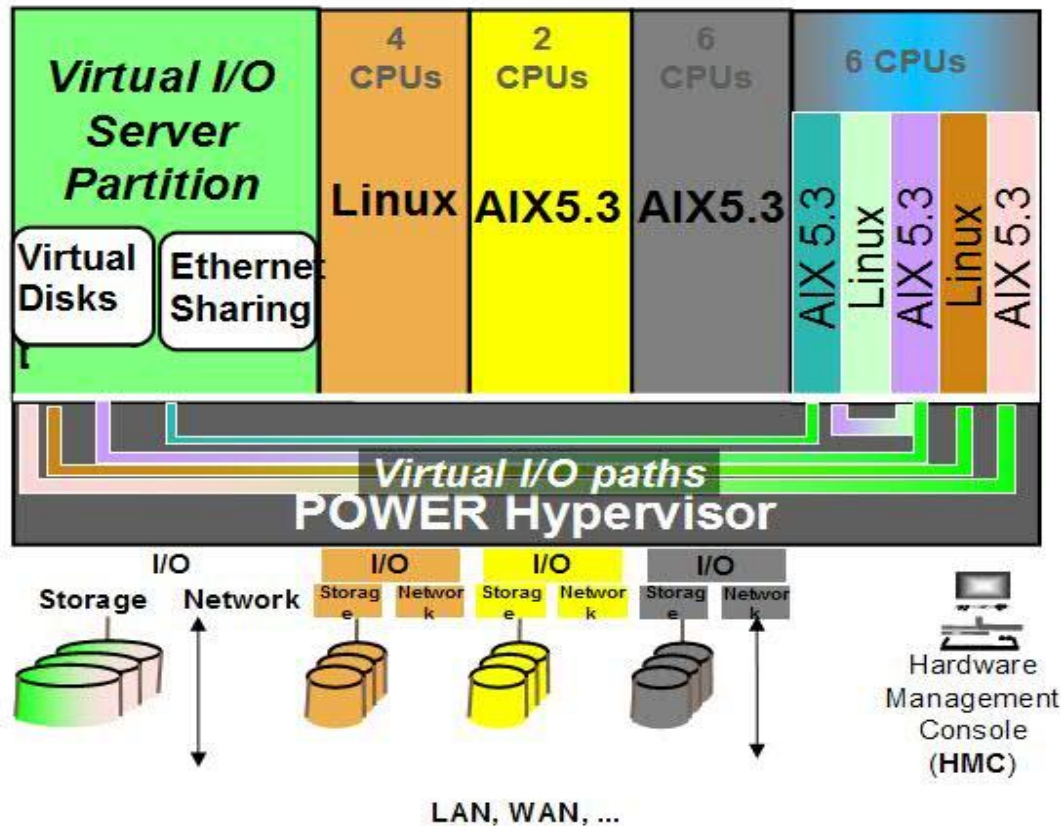 Virtual I/O
Server
Partition
Virtual
Disks
Ethernet
Sharing
4
CPUs
Linux
2
CPUs
AIX5.3
6
CPUs
AIX5.3
6 CPUs
AIX 5.3
Linux
AIX 5.3
Linux
AIX 5.3
Virtual I/O paths
POWER Hypervisor
I/O
Storage
Network
I/O
Storag
e
Networ
k
I/O
Storag
e
Networ
k
I/O
Storag
e
Networ
k
Hardware
Management
Console
(HMC)
LAN, WAN, ...